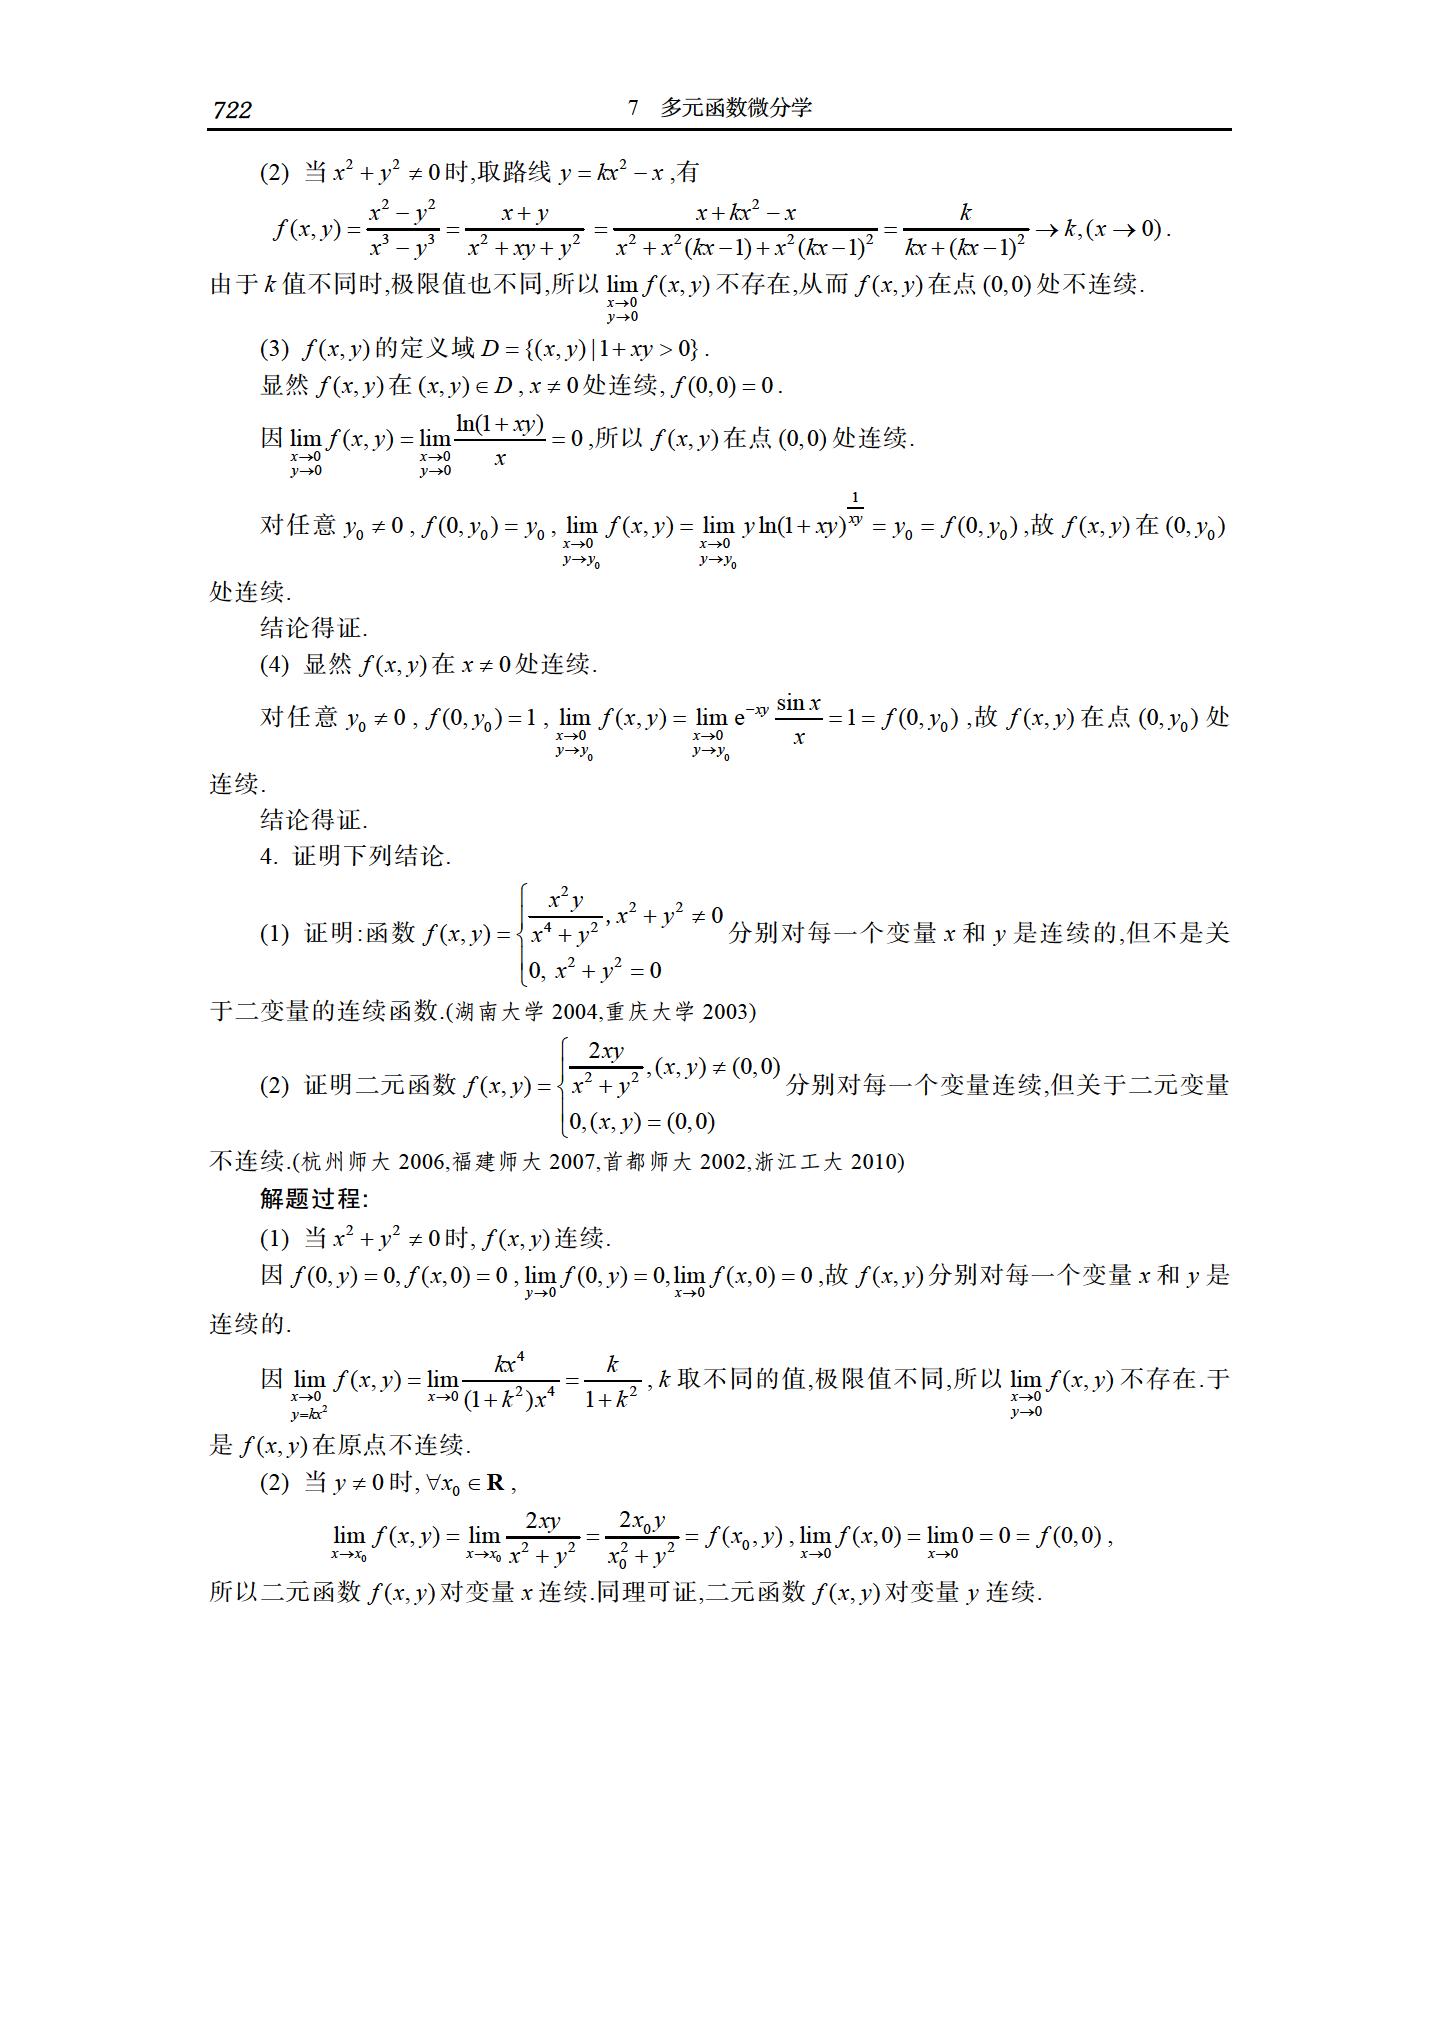 722 7 多元函数微分学
(2) 当 $x^2+y^2\neq 0$ 时,取路线 $y=kx^2-x$ ,有
$f(x,y)=\dfrac{x^2-y^2}{x^3-y^3}=\dfrac{x+y}{x^2+xy+y^2}=\dfrac{x+kx^2-x}{x^2+x^2(kx-1)+x^2(kx-1)^2}=\dfrac{k}{kx+(kx-1)^2}\to k,(x\to 0)$ .
由于 $k$ 值不同时,极限值也不同,所以 $\lim\limits_{\substack{x\to 0\\y\to 0}}f(x,y)$ 不存在,从而 $f(x,y)$ 在点 $(0,0)$ 处不连续.
(3) $f(x,y)$ 的定义域 $D=\{(x,y)|1+xy>0\}$ .
显然 $f(x,y)$ 在 $(x,y)\in D$ , $x\neq 0$ 处连续, $f(0,0)=0$ .
因 $\lim\limits_{\substack{x\to 0\\y\to 0}}f(x,y)=\lim\limits_{\substack{x\to 0\\y\to 0}}\dfrac{\ln(1+xy)}{x}=0$ ,所以 $f(x,y)$ 在点 $(0,0)$ 处连续.
对任意 $y_0\neq 0$ , $f(0,y_0)=y_0$ , $\lim\limits_{\substack{x\to 0\\y\to y_0}}f(x,y)=\lim\limits_{\substack{x\to 0\\y\to y_0}}y\ln(1+xy)^{\frac{1}{xy}}=y_0=f(0,y_0)$ ,故 $f(x,y)$ 在 $(0,y_0)$
处连续.
结论得证.
(4) 显然 $f(x,y)$ 在 $x\neq 0$ 处连续.
对任意 $y_0\neq 0$ , $f(0,y_0)=1$ , $\lim\limits_{\substack{x\to 0\\y\to y_0}}f(x,y)=\lim\limits_{\substack{x\to 0\\y\to y_0}}\mathrm{e}^{-xy}\dfrac{\sin x}{x}=1=f(0,y_0)$ ,故 $f(x,y)$ 在点 $(0,y_0)$ 处
连续.
结论得证.
4. 证明下列结论.
(1) 证明:函数 $f(x,y)=\begin{cases}\dfrac{x^2y}{x^4+y^2},x^2+y^2\neq 0\\0,\ x^2+y^2=0\end{cases}$ 分别对每一个变量 $x$ 和 $y$ 是连续的,但不是关
于二变量的连续函数.(湖南大学 2004,重庆大学 2003)
(2) 证明二元函数 $f(x,y)=\begin{cases}\dfrac{2xy}{x^2+y^2},(x,y)\neq(0,0)\\0,(x,y)=(0,0)\end{cases}$ 分别对每一个变量连续,但关于二元变量
不连续.(杭州师大 2006,福建师大 2007,首都师大 2002,浙江工大 2010)
解题过程:
(1) 当 $x^2+y^2\neq 0$ 时, $f(x,y)$ 连续.
因 $f(0,y)=0,f(x,0)=0$ , $\lim\limits_{y\to 0}f(0,y)=0,\lim\limits_{x\to 0}f(x,0)=0$ ,故 $f(x,y)$ 分别对每一个变量 $x$ 和 $y$ 是
连续的.
因 $\lim\limits_{\substack{x\to 0\\y=kx^2}}f(x,y)=\lim\limits_{x\to 0}\dfrac{kx^4}{(1+k^2)x^4}=\dfrac{k}{1+k^2}$ , $k$ 取不同的值,极限值不同,所以 $\lim\limits_{\substack{x\to 0\\y\to 0}}f(x,y)$ 不存在.于
是 $f(x,y)$ 在原点不连续.
(2) 当 $y\neq 0$ 时, $\forall x_0\in\mathbf{R}$ ,
$\lim\limits_{x\to x_0}f(x,y)=\lim\limits_{x\to x_0}\dfrac{2xy}{x^2+y^2}=\dfrac{2x_0y}{x_0^2+y^2}=f(x_0,y)$ , $\lim\limits_{x\to 0}f(x,0)=\lim\limits_{x\to 0}0=0=f(0,0)$ ,
所以二元函数 $f(x,y)$ 对变量 $x$ 连续.同理可证,二元函数 $f(x,y)$ 对变量 $y$ 连续.